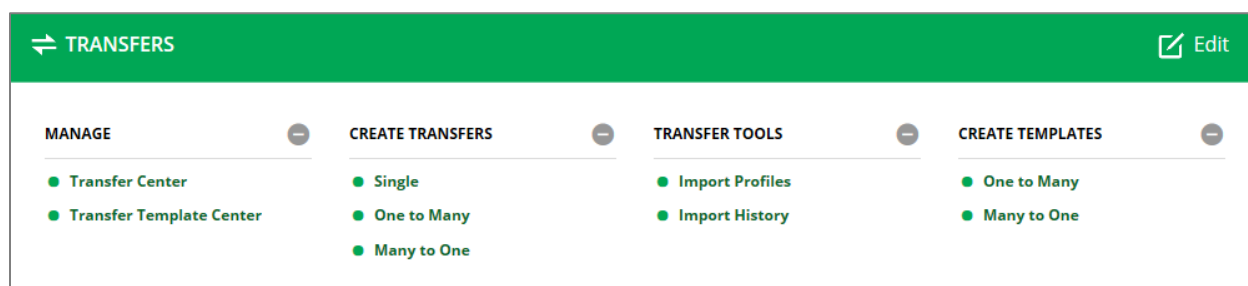 TRANSFERS
Edit
MANAGE
Transfer Center
Transfer Template Center
CREATE TRANSFERS
Single
One to Many
Many to One
TRANSFER TOOLS
Import Profiles
Import History
CREATE TEMPLATES
One to Many
Many to One